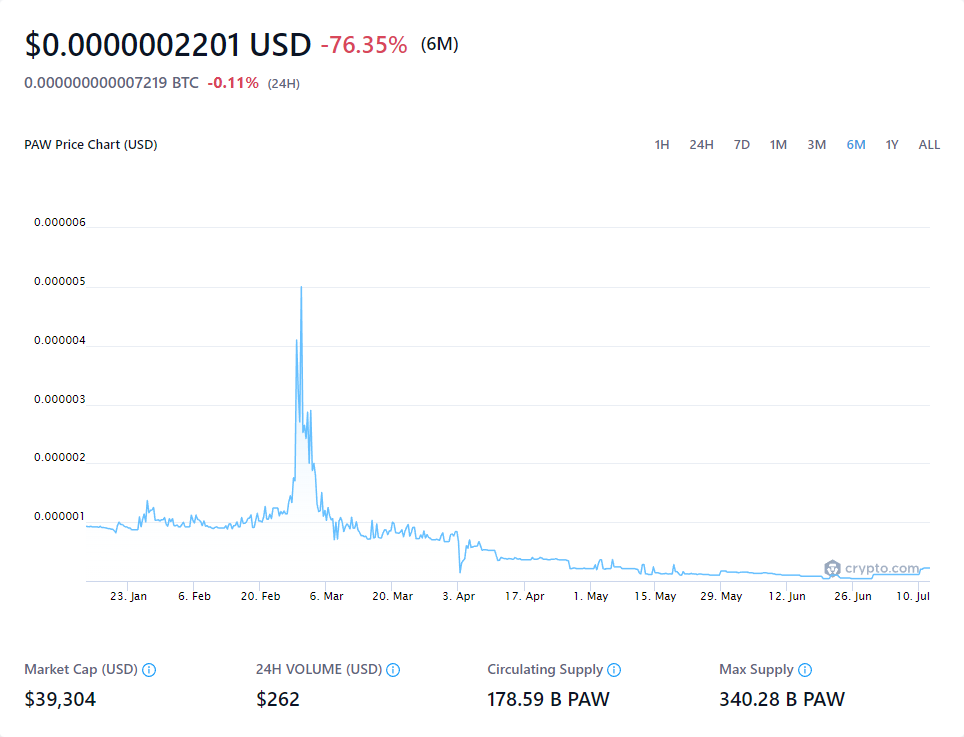 $0.0000002201 USD -76.35% (6M)
0.000000000007219 BTC -0.11% (24H)
PAW Price Chart (USD) 1H 24H 7D 1M 3M 6M 1Y ALL
0.000006
0.000005
0.000004
0.000003
0.000002
0.000001
crypto.com
23. Jan 6. Feb 20. Feb 6. Mar 20. Mar 3. Apr 17. Apr 1. May 15. May 29. May 12. Jun 26. Jun 10. Jul
Market Cap (USD) 24H VOLUME (USD) Circulating Supply Max Supply
$39,304 $262 178.59 B PAW 340.28 B PAW